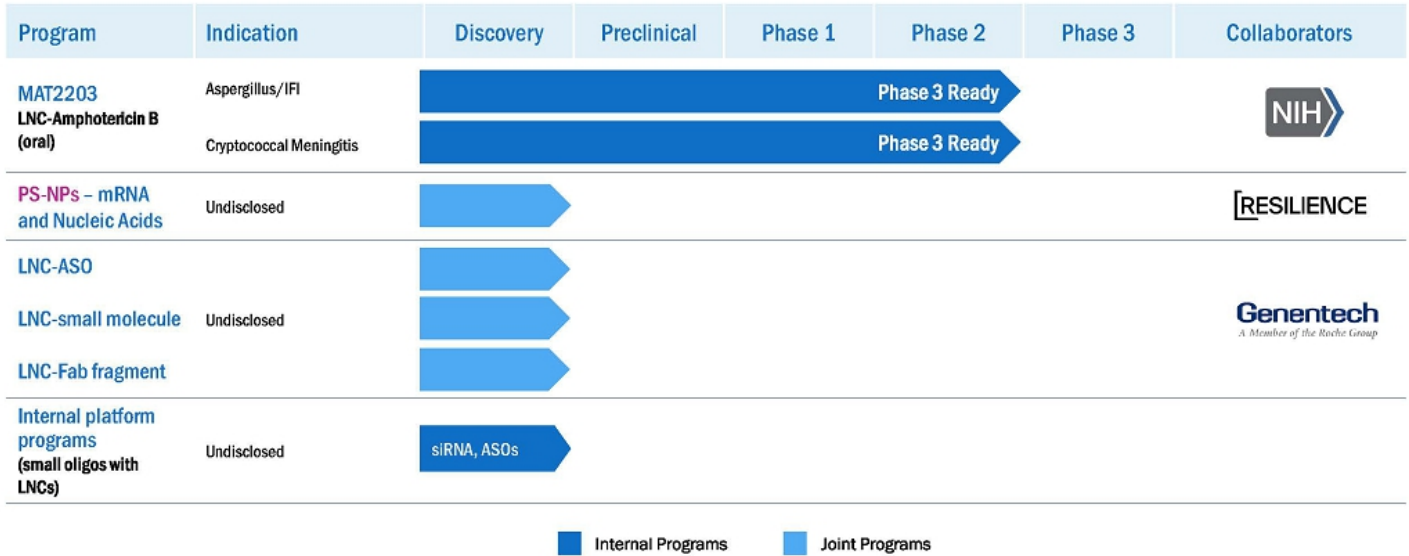 Program Indication Discovery Preclinical Phase 1 Phase 2 Phase 3 Collaborators
MAT2203
LNC-Amphotericin B
(oral)
Aspergillus/IFI
Phase 3 Ready
Cryptococcal Meningitis
Phase 3 Ready
NIH
PS-NPs – mRNA
and Nucleic Acids
Undisclosed
RESILIENCE
LNC-ASO
LNC-small molecule
LNC-Fab fragment
Undisclosed
Genentech
A Member of the Roche Group
Internal platform
programs
(small oligos with
LNCs)
Undisclosed
siRNA, ASOs
Internal Programs
Joint Programs